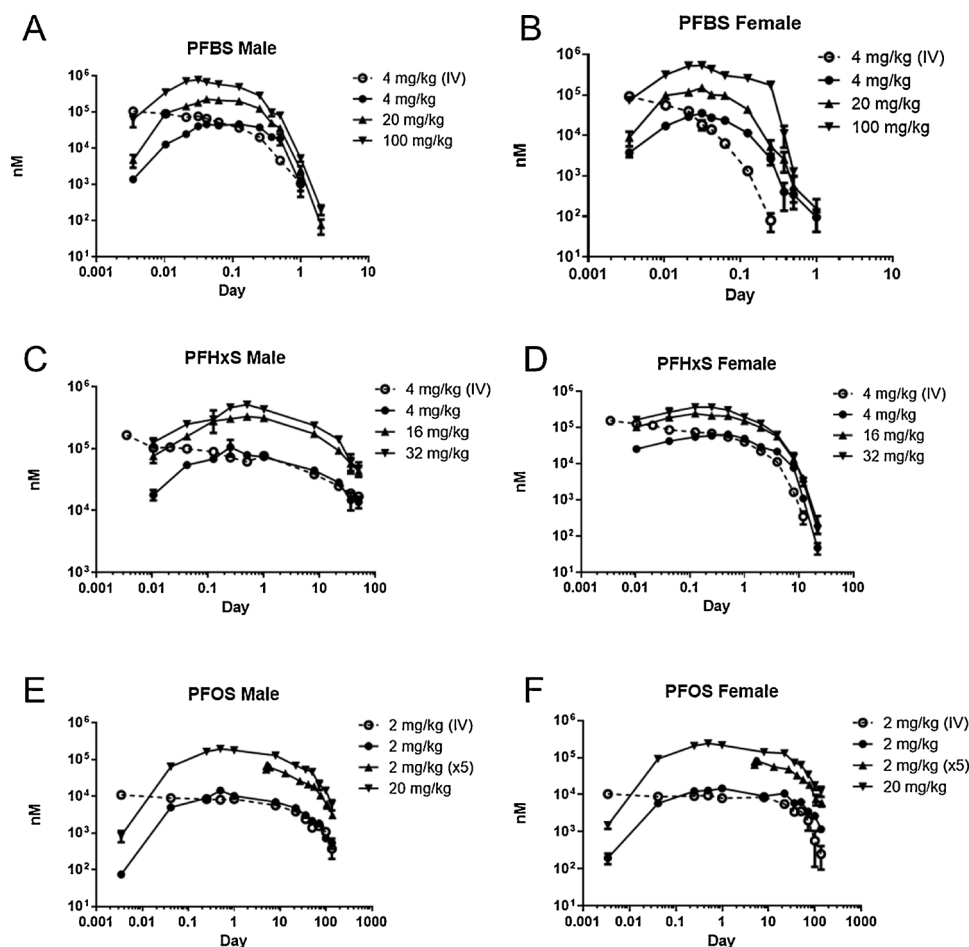 A
PFBS Male
10⁶
10⁵
10⁴
10³
10²
10¹
nM
0.001 0.01 0.1 1 10
Day
4 mg/kg (IV)
4 mg/kg
20 mg/kg
100 mg/kg
B
PFBS Female
10⁶
10⁵
10⁴
10³
10²
10¹
nM
0.001 0.01 0.1 1 10
Day
4 mg/kg (IV)
4 mg/kg
20 mg/kg
100 mg/kg
C
PFHxS Male
10⁶
10⁵
10⁴
10³
nM
0.001 0.01 0.1 1 10 100
Day
4 mg/kg (IV)
4 mg/kg
16 mg/kg
32 mg/kg
D
PFHxS Female
10⁶
10⁵
10⁴
10³
10²
10¹
nM
0.001 0.01 0.1 1 10 100
Day
4 mg/kg (IV)
4 mg/kg
16 mg/kg
32 mg/kg
E
PFOS Male
10⁶
10⁵
10⁴
10³
10²
10¹
nM
0.001 0.01 0.1 1 10 100 1000
Day
2 mg/kg (IV)
2 mg/kg
2 mg/kg (x5)
20 mg/kg
F
PFOS Female
10⁶
10⁵
10⁴
10³
10²
10¹
nM
0.001 0.01 0.1 1 10 100 1000
Day
2 mg/kg (IV)
2 mg/kg
2 mg/kg (x5)
20 mg/kg